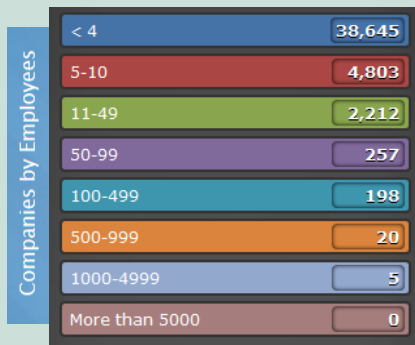 Companies by Employees
< 4 38,645
5-10 4,803
11-49 2,212
50-99 257
100-499 198
500-999 20
1000-4999 5
More than 5000 0